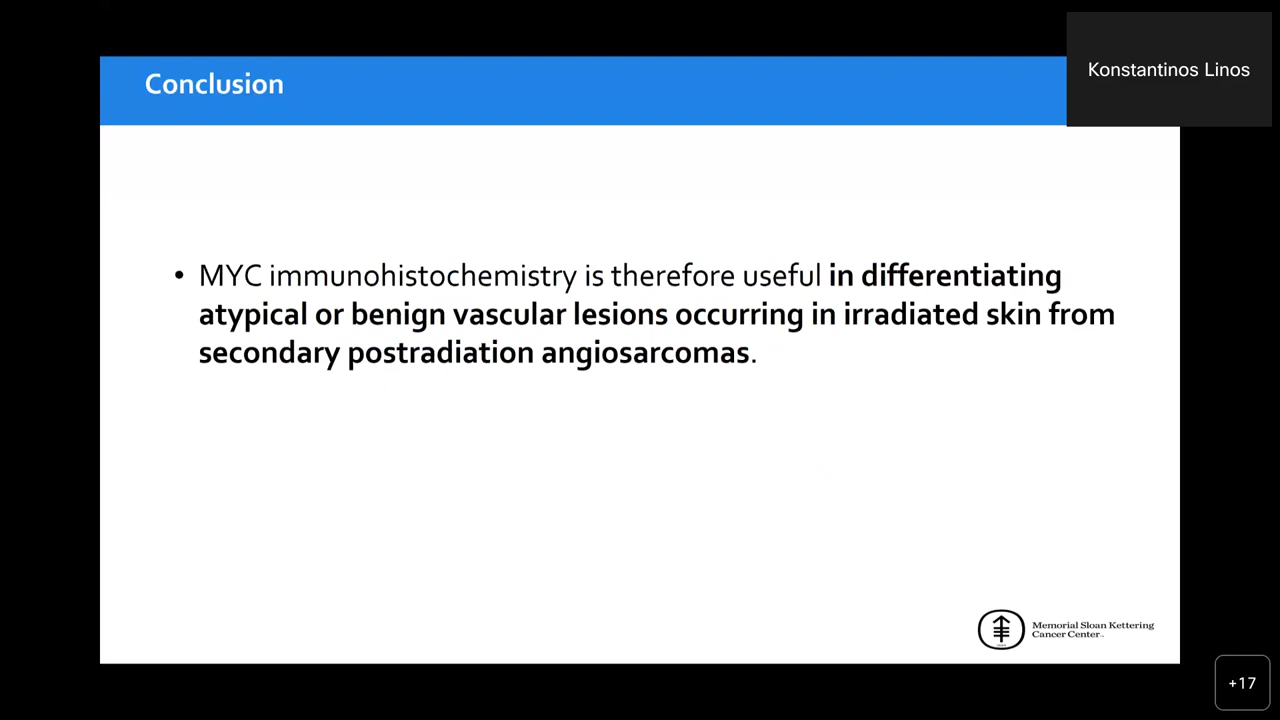 Conclusion
Konstantinos Linos
• MYC immunohistochemistry is therefore useful in differentiating
atypical or benign vascular lesions occurring in irradiated skin from
secondary postradiation angiosarcomas.
Memorial Sloan Kettering
Cancer Center
+17